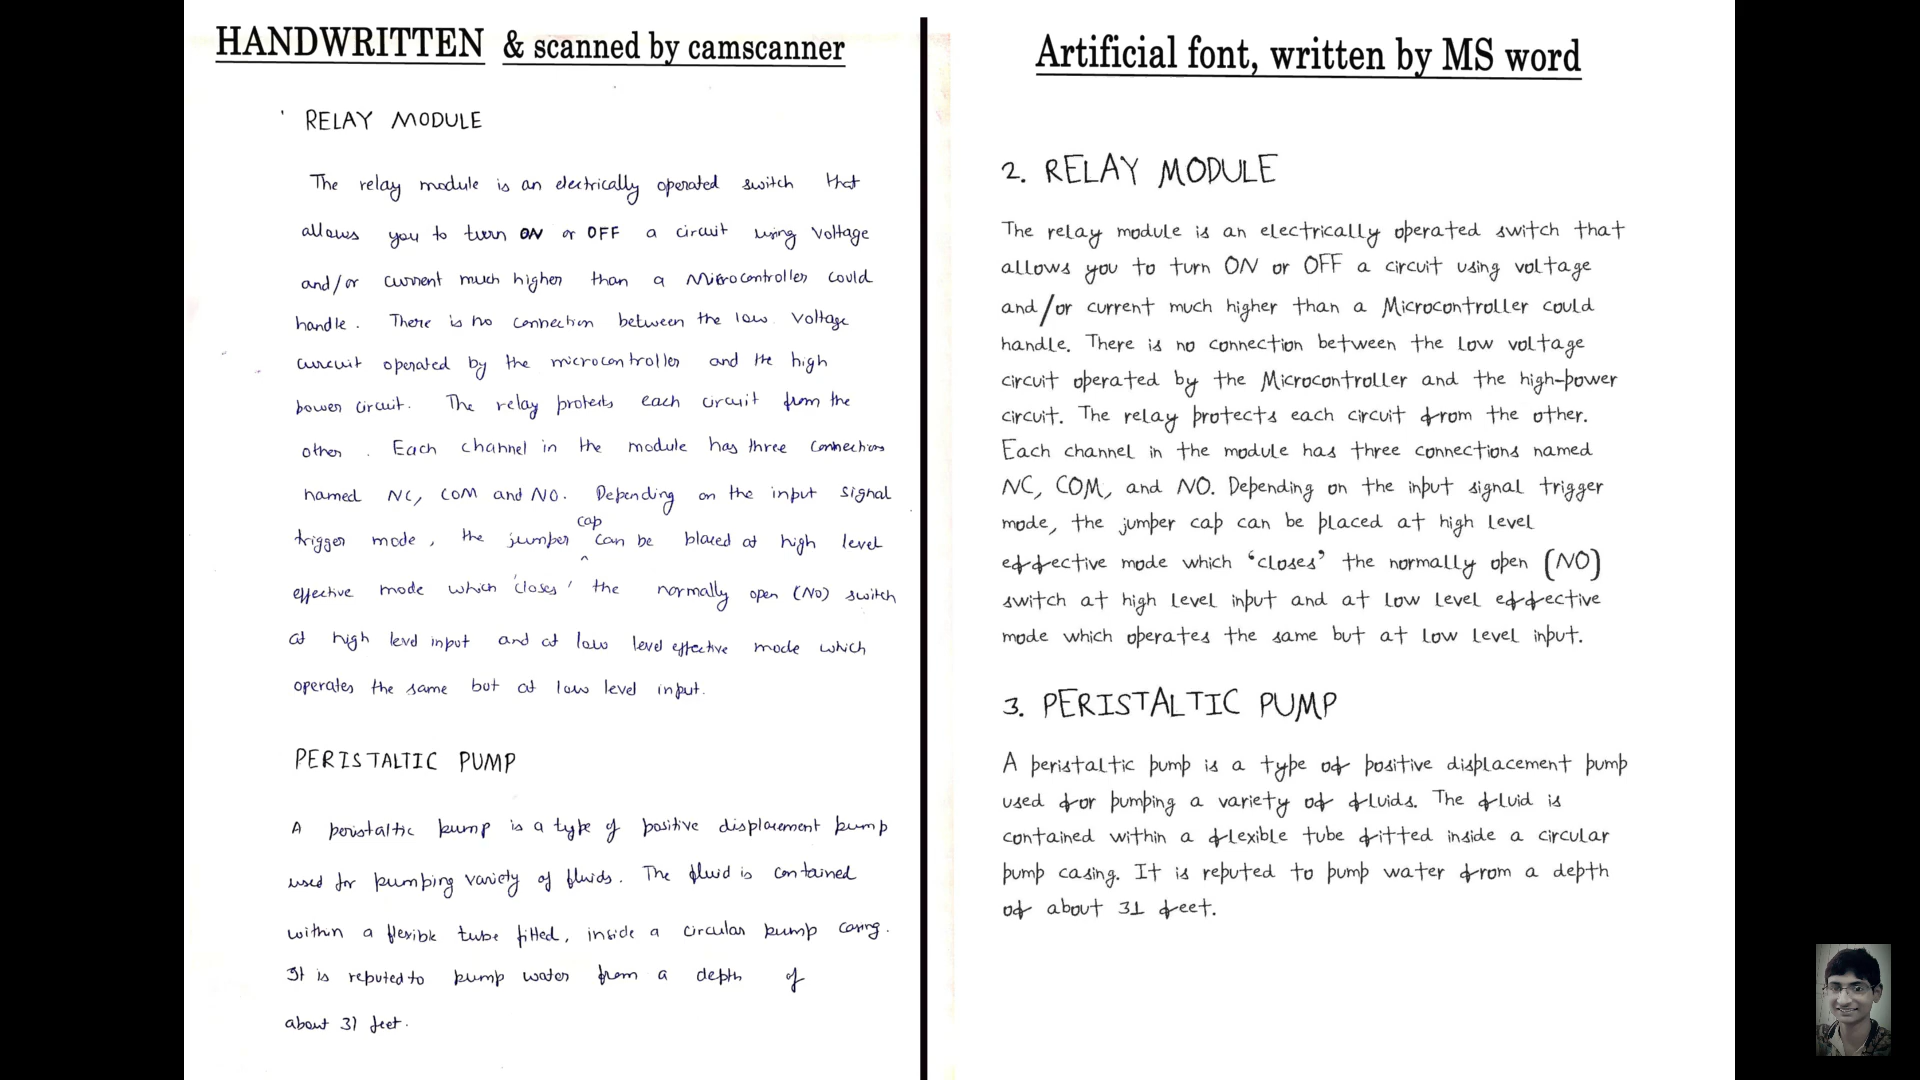 HANDWRITTEN & scanned by camscanner
RELAY MODULE
The relay module is an electrically operated switch that
allows you to turn ON or OFF a circuit using voltage
and/or current much higher than a Microcontroller could
handle. There is no connection between the low voltage
curcuit operated by the microcontroller and the high
power circuit. The relay protects each circuit from the
other. Each channel in the module has three connections
named NC, COM and NO. Depending on the input signal
trigger mode, the jumper cap can be placed at high level
effective mode which 'closes' the normally open (NO) switch
at high level input and at low level effective mode which
operates the same but at low level input.
PERISTALTIC PUMP
A peristaltic pump is a type of positive displacement pump
used for pumping variety of fluids. The fluid is contained
within a flexible tube fitted, inside a circular pump casing.
It is reputed to pump water from a depth of
about 31 feet.
Artificial font, written by MS word
2. RELAY MODULE
The relay module is an electrically operated switch that
allows you to turn ON or OFF a circuit using voltage
and/or current much higher than a Microcontroller could
handle. There is no connection between the low voltage
circuit operated by the Microcontroller and the high-power
circuit. The relay protects each circuit from the other.
Each channel in the module has three connections named
NC, COM, and NO. Depending on the input signal trigger
mode, the jumper cap can be placed at high level
effective mode which ‘closes’ the normally open (NO)
switch at high level input and at low level effective
mode which operates the same but at low level input.
3. PERISTALTIC PUMP
A peristaltic pump is a type of positive displacement pump
used for pumping a variety of fluids. The fluid is
contained within a flexible tube fitted inside a circular
pump casing. It is reputed to pump water from a depth
of about 31 feet.